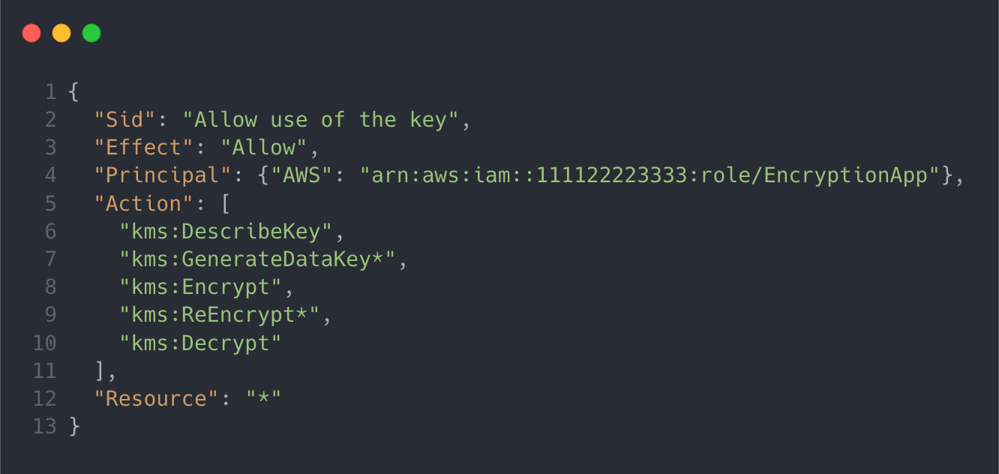 1 {
2   "Sid": "Allow use of the key",
3   "Effect": "Allow",
4   "Principal": {"AWS": "arn:aws:iam::111122223333:role/EncryptionApp"},
5   "Action": [
6     "kms:DescribeKey",
7     "kms:GenerateDataKey*",
8     "kms:Encrypt",
9     "kms:ReEncrypt*",
10     "kms:Decrypt"
11   ],
12   "Resource": "*"
13 }